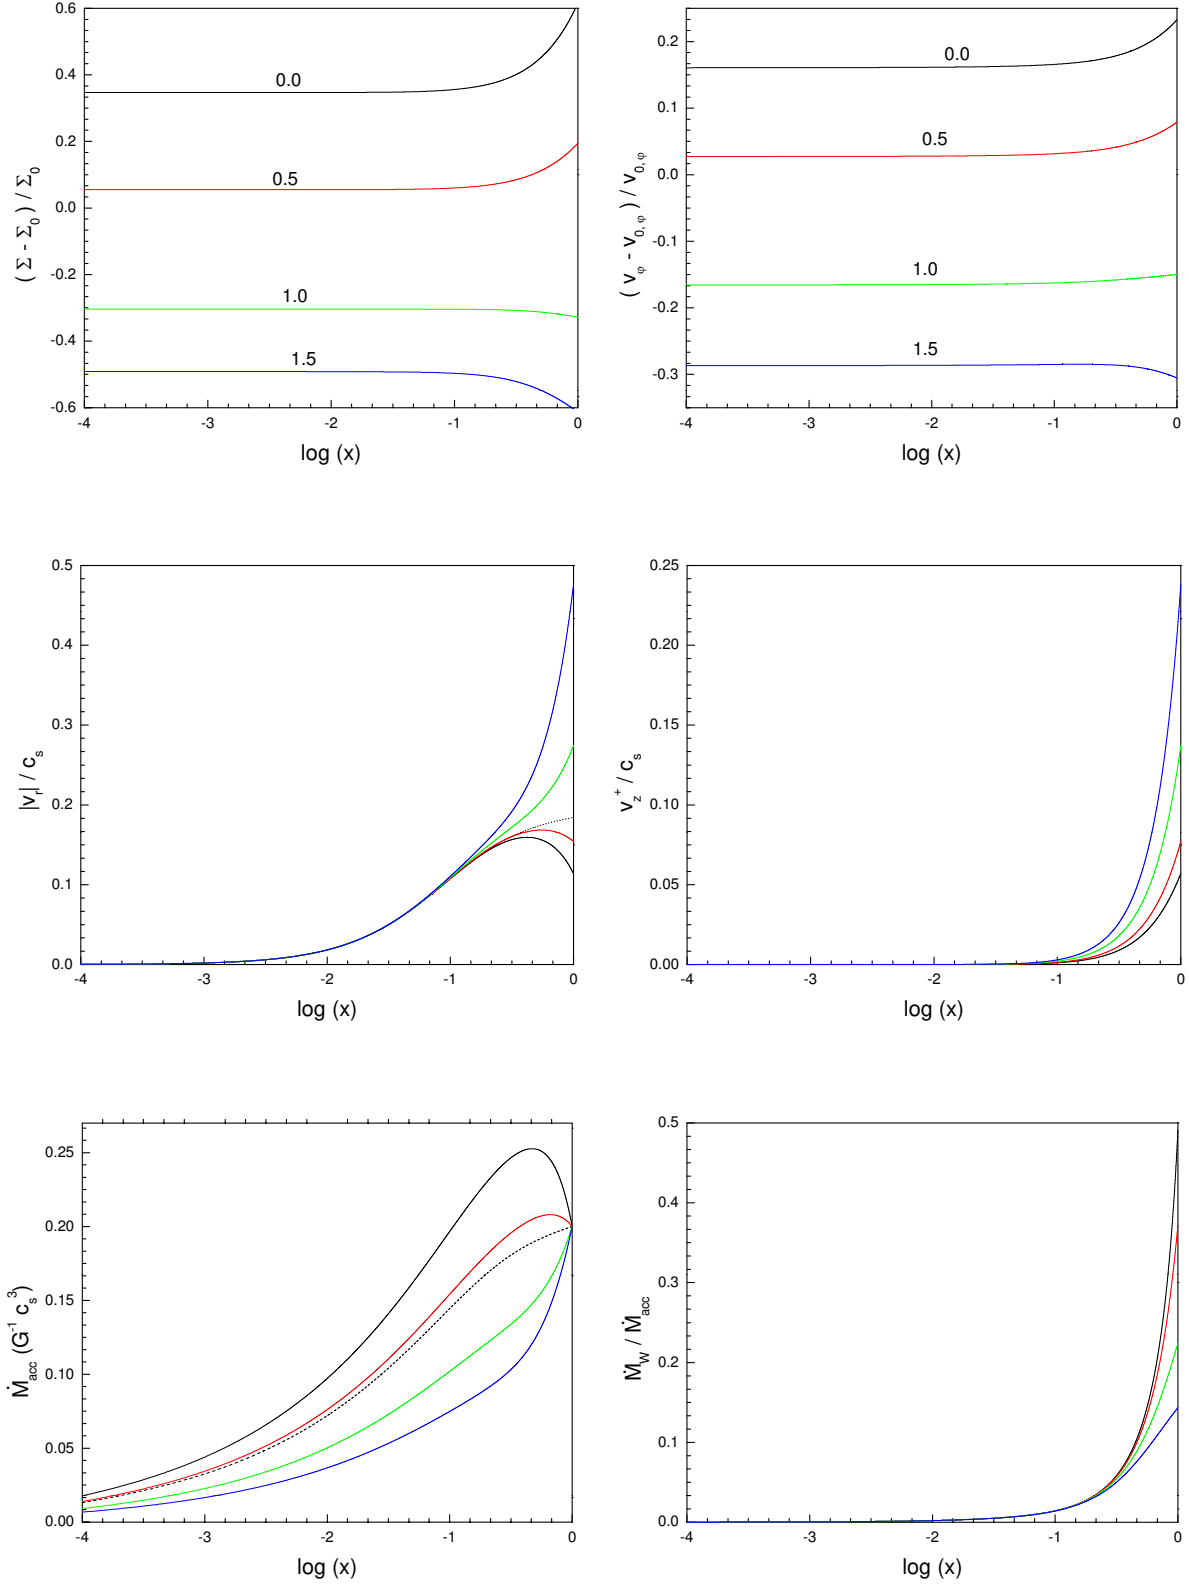 0.6
0.4
0.2
0.0
-0.2
-0.4
-0.6
( Σ - Σ0 ) / Σ0
0.0
0.5
1.0
1.5
-4 -3 -2 -1 0
log (x)
0.2
0.1
0.0
-0.1
-0.2
-0.3
( vφ - v0,φ ) / v0,φ
0.0
0.5
1.0
1.5
-4 -3 -2 -1 0
log (x)
0.5
0.4
0.3
0.2
0.1
0.0
|vr| / cs
-4 -3 -2 -1 0
log (x)
0.25
0.20
0.15
0.10
0.05
0.00
vz+ / cs
-4 -3 -2 -1 0
log (x)
0.25
0.20
0.15
0.10
0.05
0.00
Ṁacc (G-1 cs3)
-4 -3 -2 -1 0
log (x)
0.5
0.4
0.3
0.2
0.1
0.0
ṀW / Ṁacc
-4 -3 -2 -1 0
log (x)